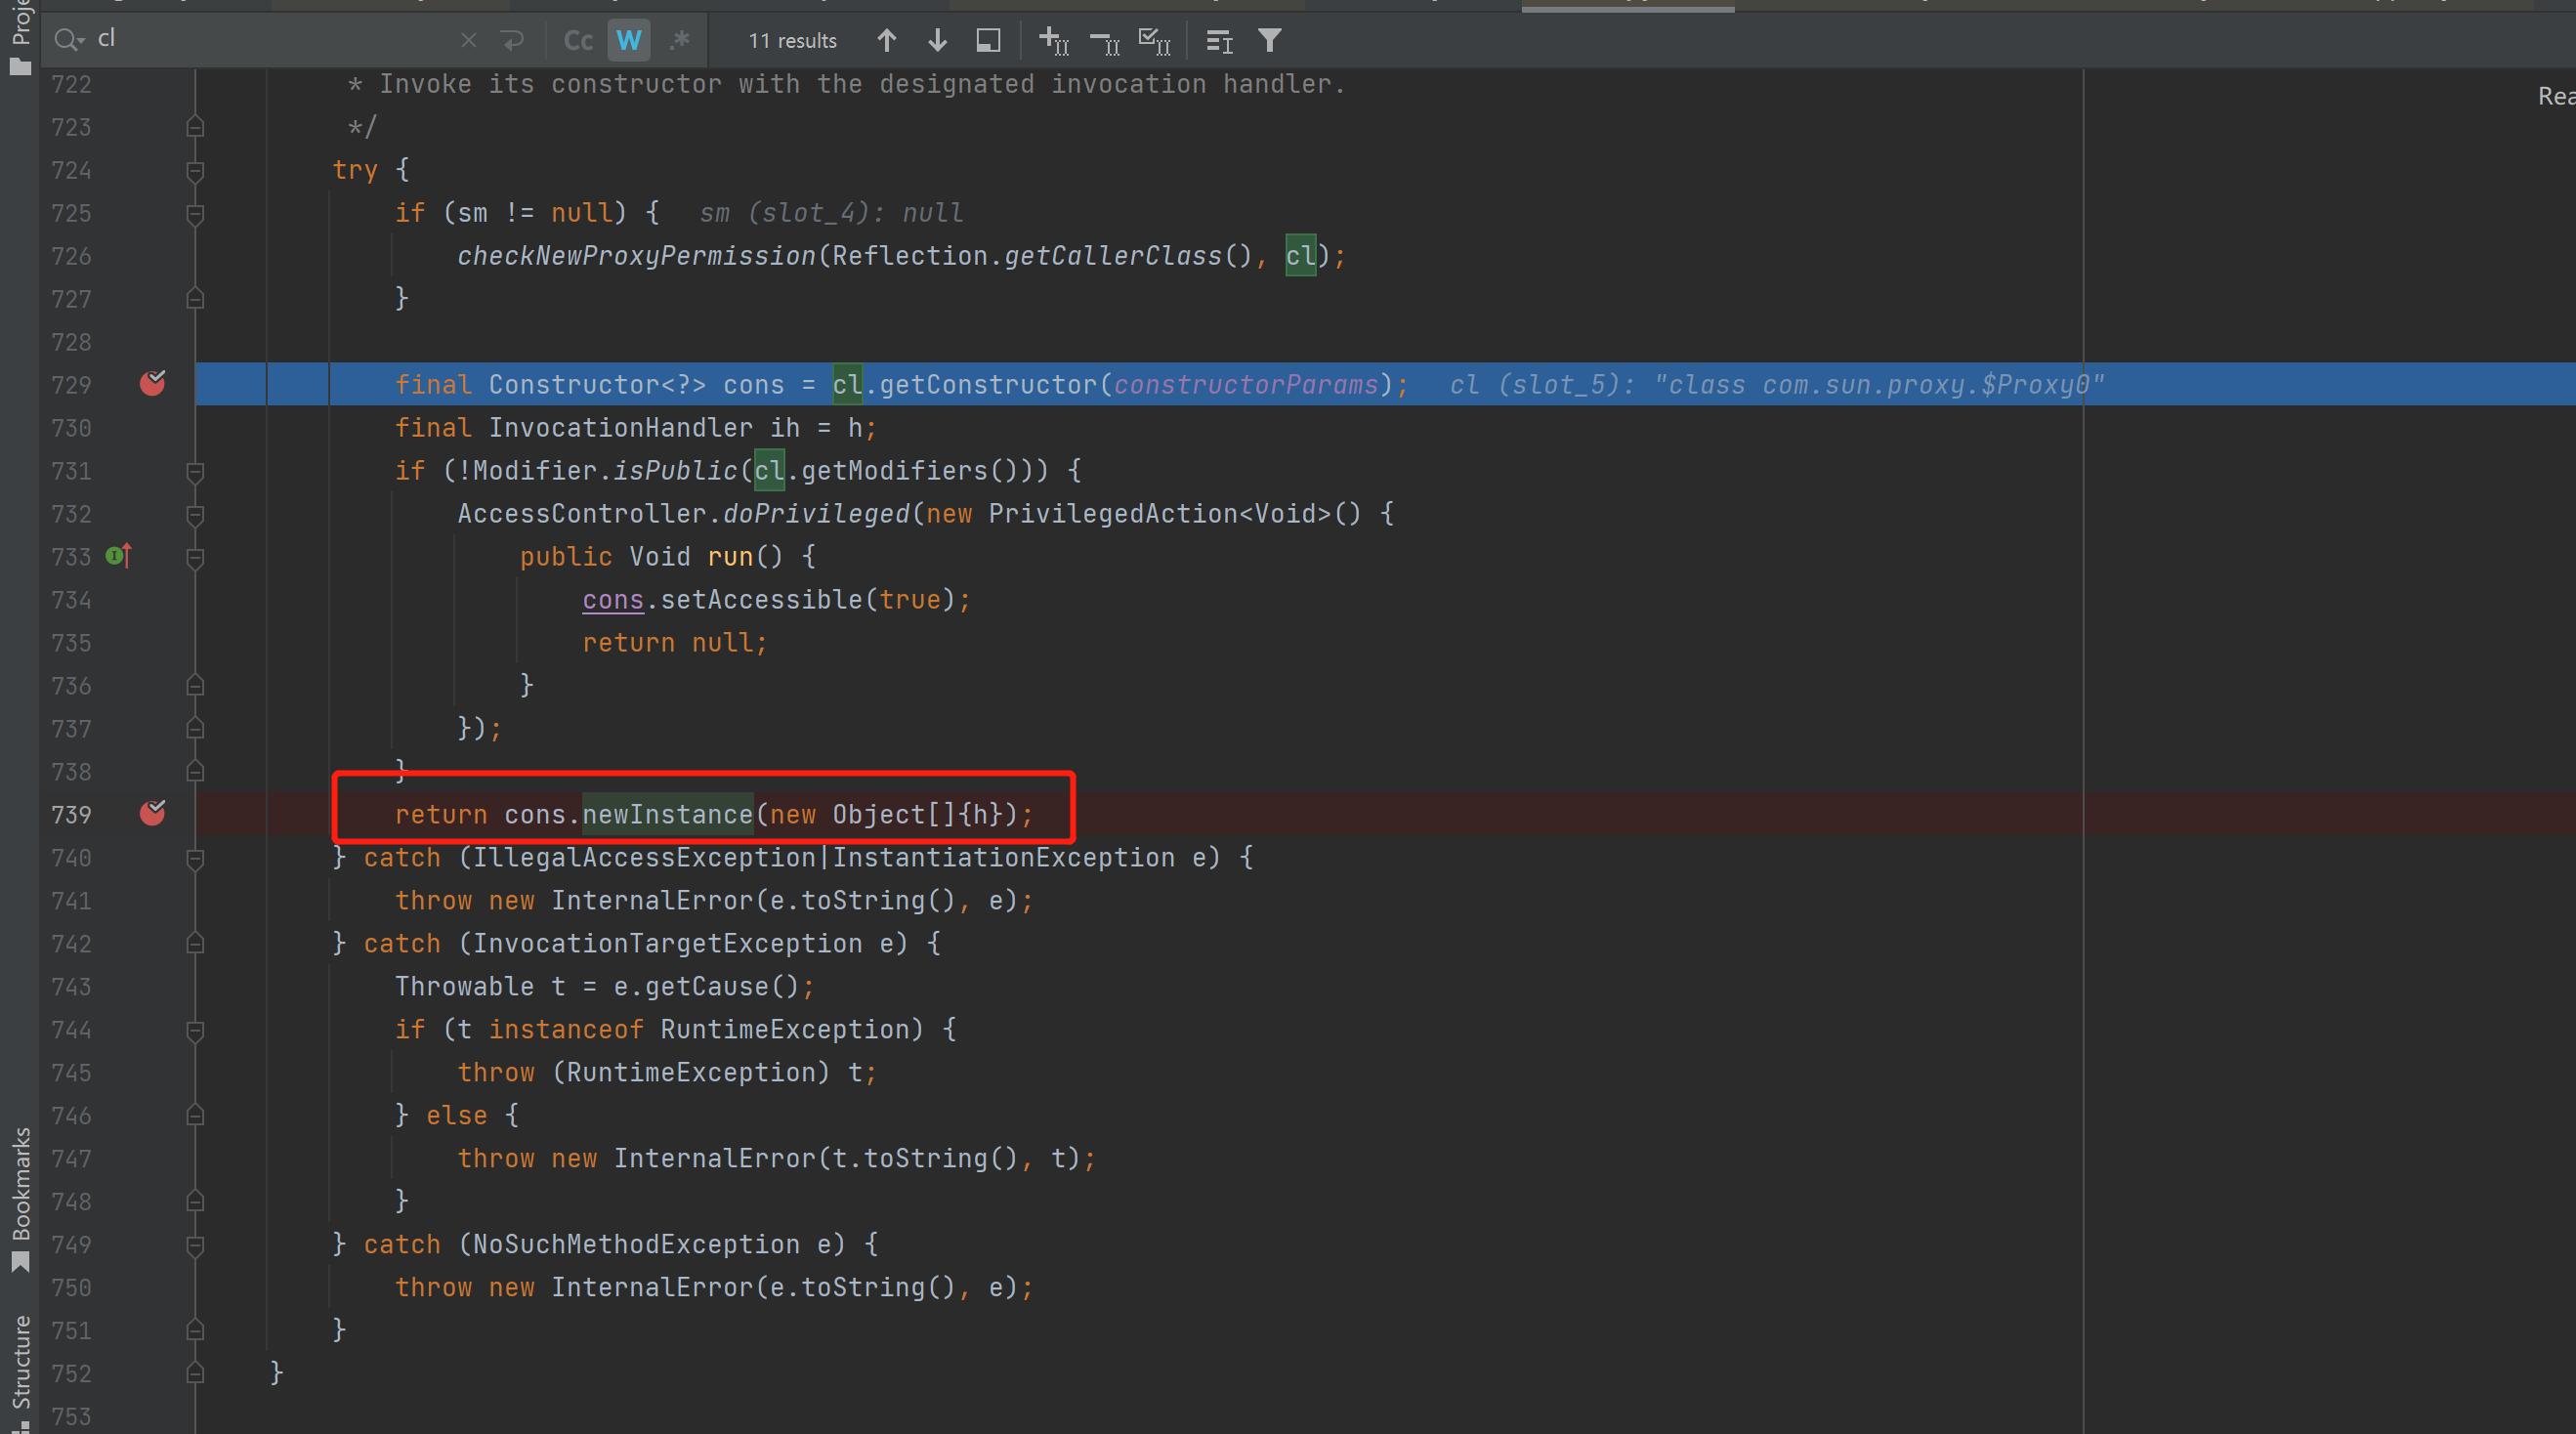 cl
Cc
W
.*
11 results
Proje
Rea
722 * Invoke its constructor with the designated invocation handler.
723 */
724 try {
725 if (sm != null) { sm (slot_4): null
726 checkNewProxyPermission(Reflection.getCallerClass(), cl);
727 }
728
729 final Constructor<?> cons = cl.getConstructor(constructorParams); cl (slot_5): "class com.sun.proxy.$Proxy0"
730 final InvocationHandler ih = h;
731 if (!Modifier.isPublic(cl.getModifiers())) {
732 AccessController.doPrivileged(new PrivilegedAction<Void>() {
733 public Void run() {
734 cons.setAccessible(true);
735 return null;
736 }
737 });
738 }
739 return cons.newInstance(new Object[]{h});
740 } catch (IllegalAccessException|InstantiationException e) {
741 throw new InternalError(e.toString(), e);
742 } catch (InvocationTargetException e) {
743 Throwable t = e.getCause();
744 if (t instanceof RuntimeException) {
745 throw (RuntimeException) t;
746 } else {
747 throw new InternalError(t.toString(), t);
748 }
749 } catch (NoSuchMethodException e) {
750 throw new InternalError(e.toString(), e);
751 }
752 }
753
Bookmarks
Structure